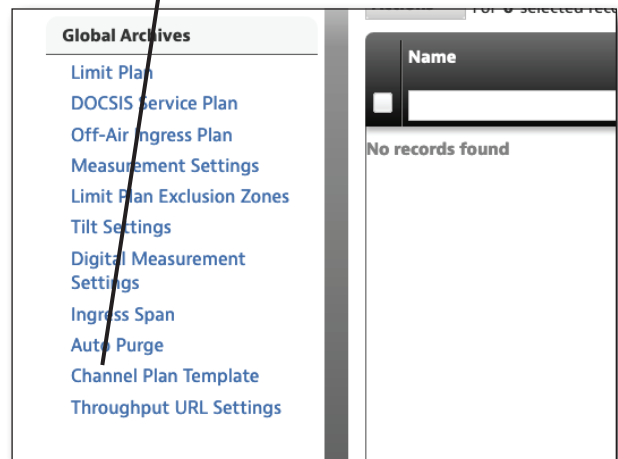 Global Archives
Limit Plan
DOCSIS Service Plan
Off-Air Ingress Plan
Measurement Settings
Limit Plan Exclusion Zones
Tilt Settings
Digital Measurement
Settings
Ingress Span
Auto Purge
Channel Plan Template
Throughput URL Settings
selected
Name
No records found